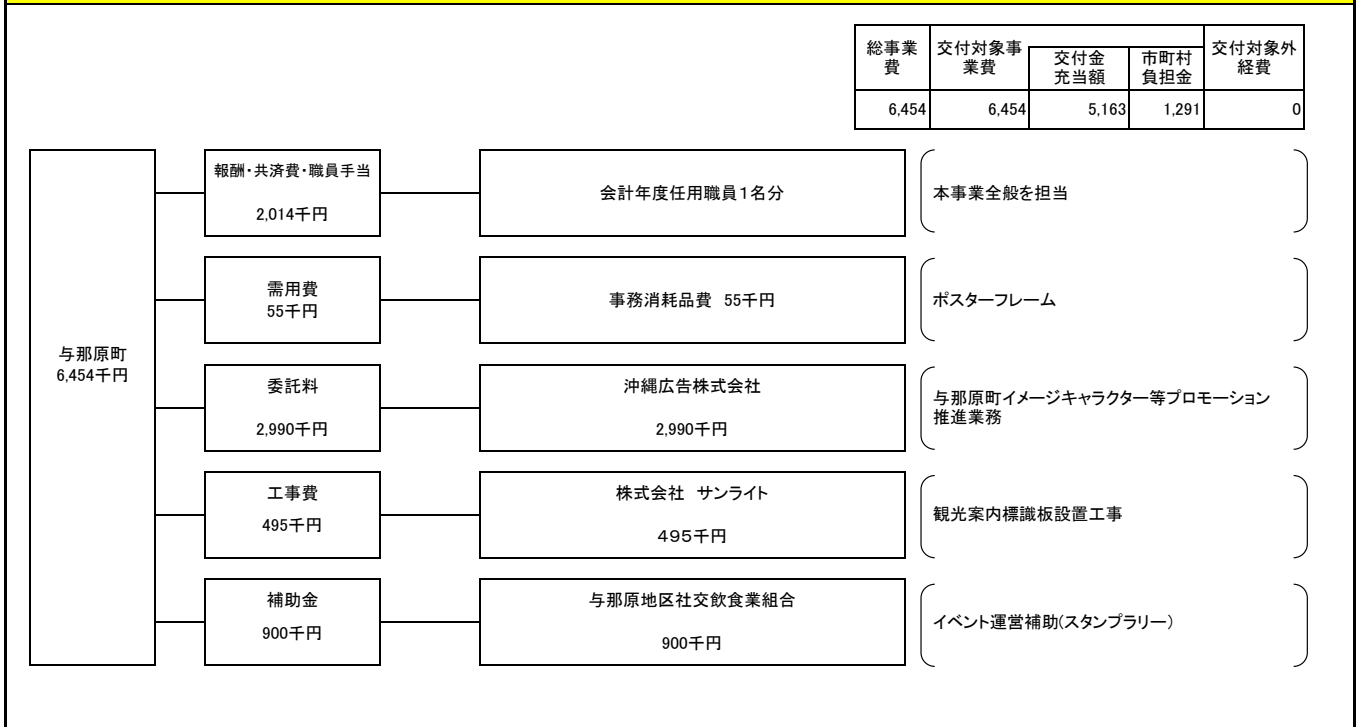 総事業
費
交付対象事
業費
交付金
充当額
市町村
負担金
交付対象外
経費
6,454
6,454
5,163
1,291
0
与那原町
6,454千円
報酬・共済費・職員手当
2,014千円
会計年度任用職員1名分
本事業全般を担当
需用費
55千円
事務消耗品費 55千円
ポスターフレーム
委託料
2,990千円
沖縄広告株式会社
2,990千円
与那原町イメージキャラクター等プロモーション
推進業務
工事費
495千円
株式会社 サンライト
495千円
観光案内標識板設置工事
補助金
900千円
与那原地区社交飲食業組合
900千円
イベント運営補助(スタンプラリー)